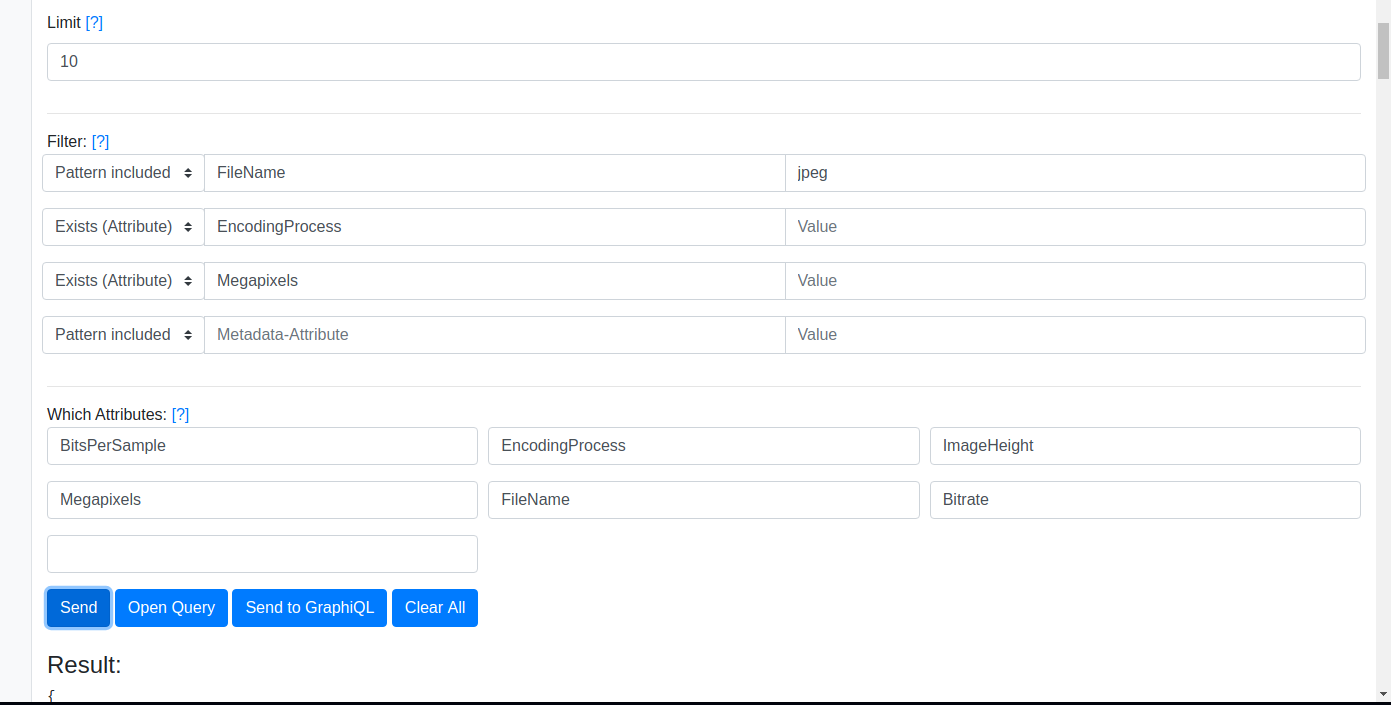 Limit [?]
10
Filter: [?]
Pattern included FileName jpeg
Exists (Attribute) EncodingProcess Value
Exists (Attribute) Megapixels Value
Pattern included Metadata-Attribute Value
Which Attributes: [?]
BitsPerSample EncodingProcess ImageHeight
Megapixels FileName Bitrate
Send Open Query Send to GraphiQL Clear All
Result:
{